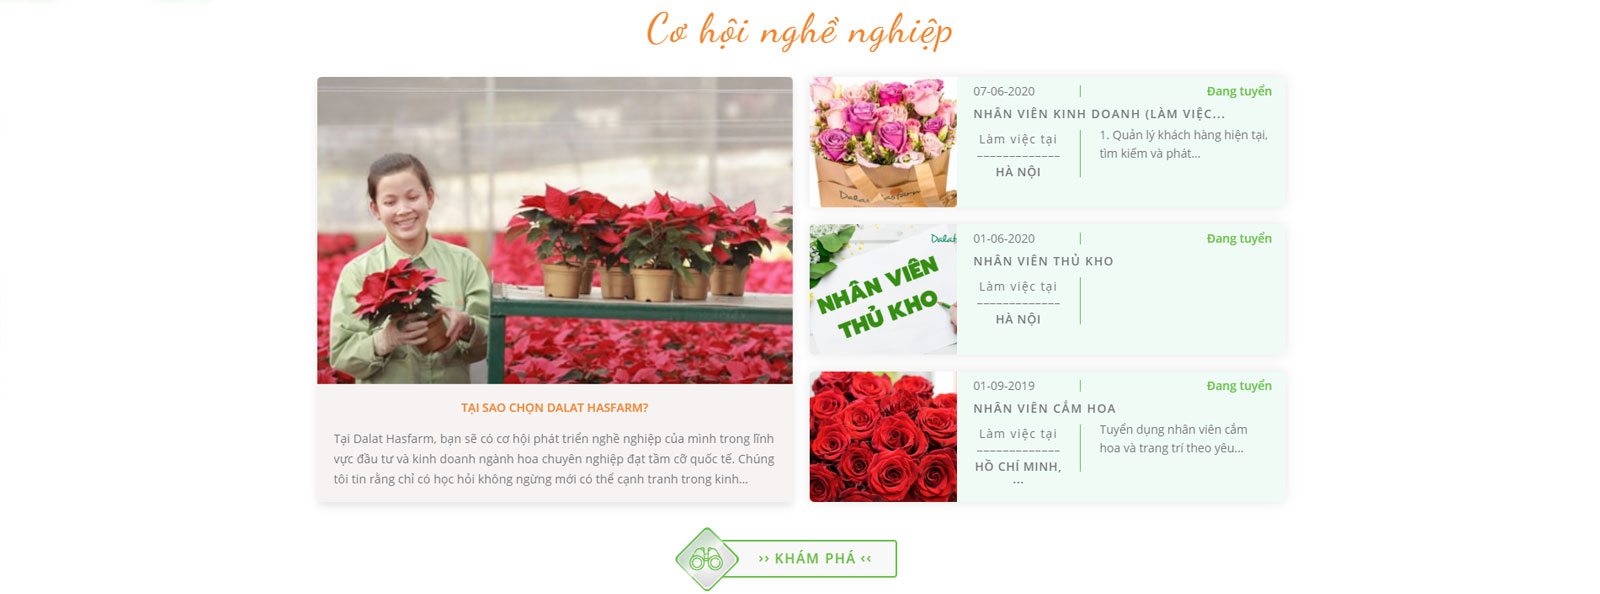 Cơ hội nghề nghiệp
TẠI SAO CHỌN DALAT HASFARM?
Tại Dalat Hasfarm, bạn sẽ có cơ hội phát triển nghề nghiệp của mình trong lĩnh
vực đầu tư và kinh doanh ngành hoa chuyên nghiệp đạt tầm cỡ quốc tế. Chúng
tôi tin rằng chỉ có học hỏi không ngừng mới có thể cạnh tranh trong kinh...
Dalat Hasfarm
07-06-2020
Đang tuyển
NHÂN VIÊN KINH DOANH (LÀM VIỆC...
Làm việc tại
HÀ NỘI
1. Quản lý khách hàng hiện tại,
tìm kiếm và phát...
Dalat
NHÂN VIÊN
THỦ KHO
01-06-2020
Đang tuyển
NHÂN VIÊN THỦ KHO
Làm việc tại
HÀ NỘI
01-09-2019
Đang tuyển
NHÂN VIÊN CẮM HOA
Làm việc tại
HỒ CHÍ MINH,
...
Tuyển dụng nhân viên cắm
hoa và trang trí theo yêu...
›› KHÁM PHÁ ‹‹